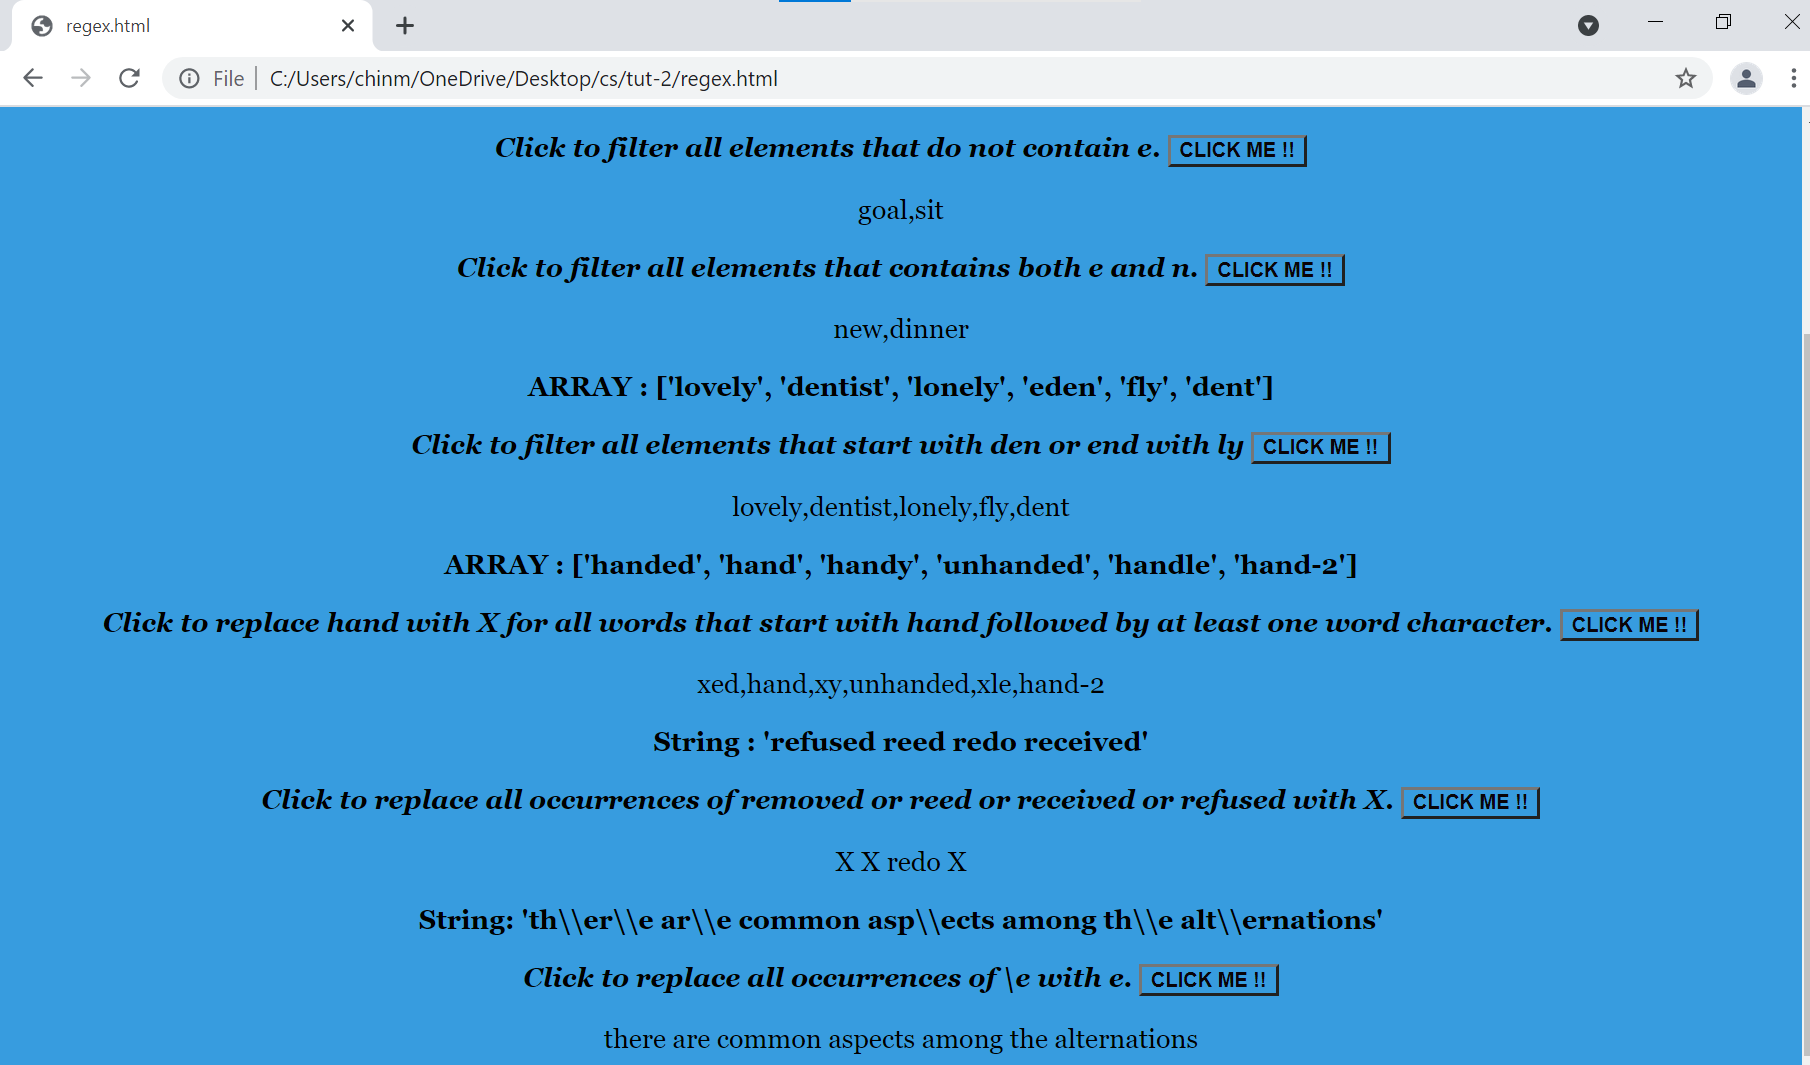 regex.html
File C:/Users/chinm/OneDrive/Desktop/cs/tut-2/regex.html
Click to filter all elements that do not contain e. CLICK ME !!
goal,sit
Click to filter all elements that contains both e and n. CLICK ME !!
new,dinner
ARRAY : ['lovely', 'dentist', 'lonely', 'eden', 'fly', 'dent']
Click to filter all elements that start with den or end with ly CLICK ME !!
lovely,dentist,lonely,fly,dent
ARRAY : ['handed', 'hand', 'handy', 'unhanded', 'handle', 'hand-2']
Click to replace hand with X for all words that start with hand followed by at least one word character. CLICK ME !!
xed,hand,xy,unhanded,xle,hand-2
String : 'refused reed redo received'
Click to replace all occurrences of removed or reed or received or refused with X. CLICK ME !!
X X redo X
String: 'th\\er\\e ar\\e common asp\\ects among th\\e alt\\ernations'
Click to replace all occurrences of \e with e. CLICK ME !!
there are common aspects among the alternations